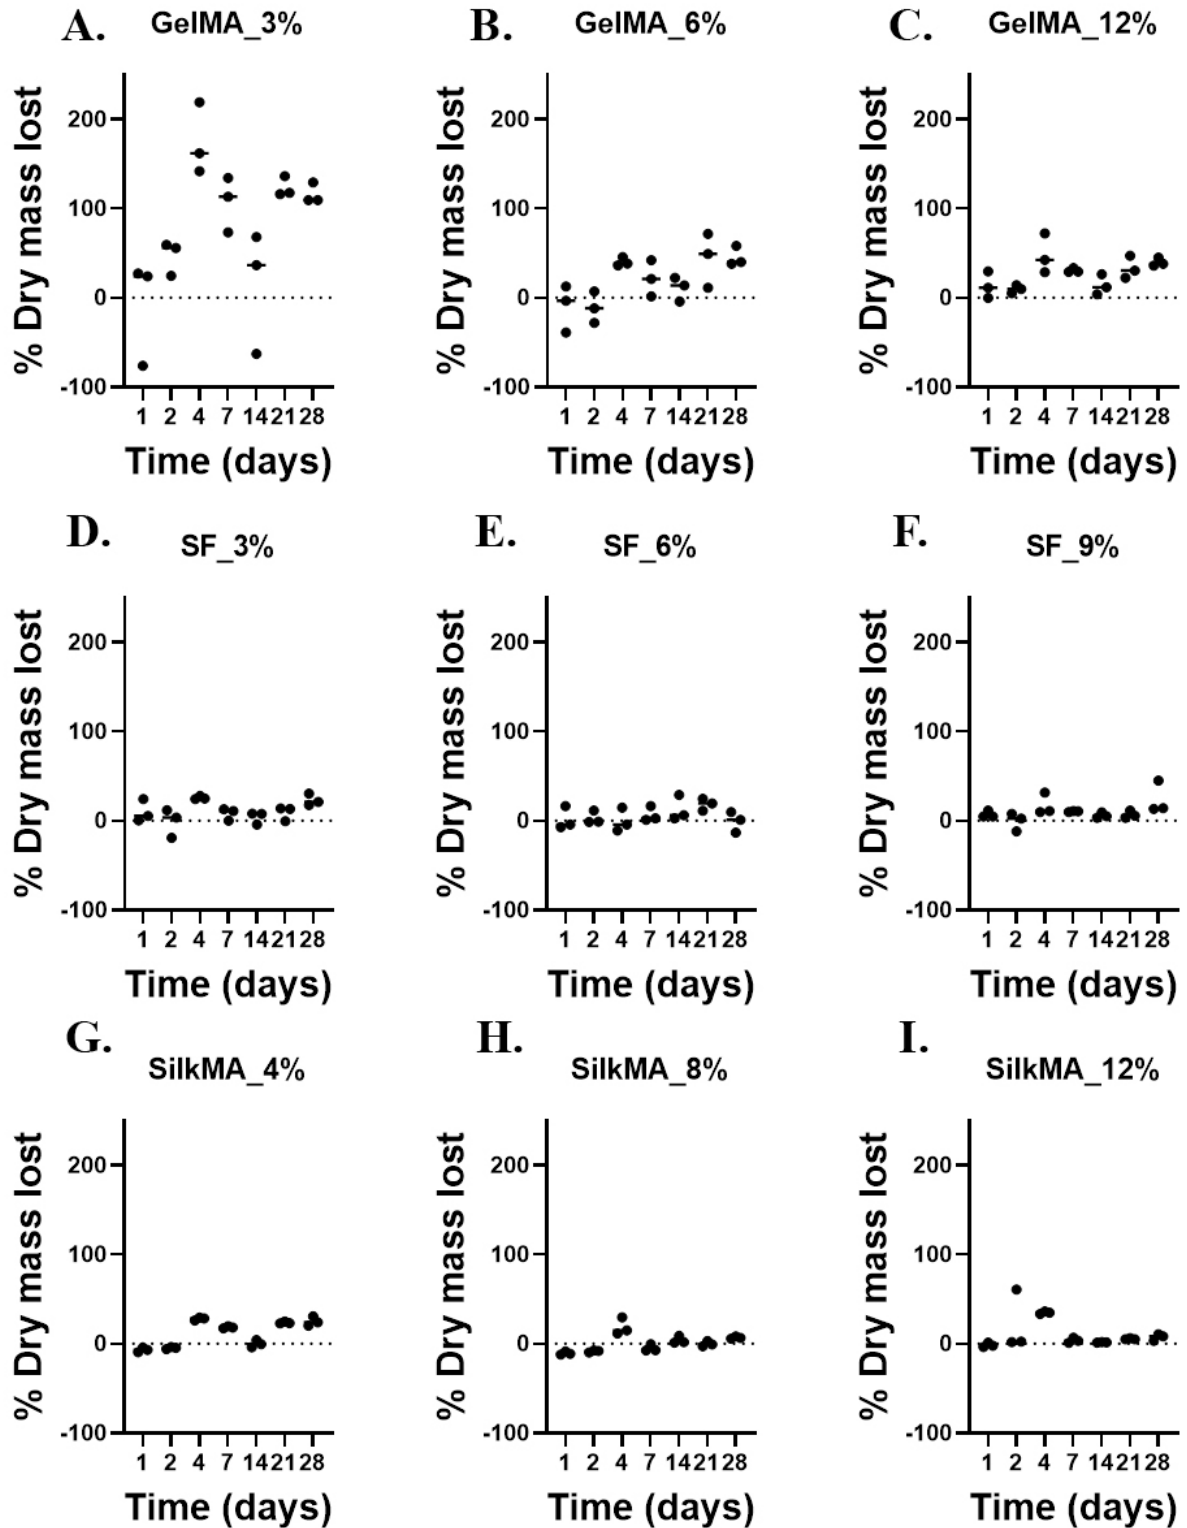 A. GelMA_3%
B. GelMA_6%
C. GelMA_12%
% Dry mass lost
200
100
0
-100
1 2 4 7 14 21 28
Time (days)
% Dry mass lost
200
100
0
-100
1 2 4 7 14 21 28
Time (days)
% Dry mass lost
200
100
0
-100
1 2 4 7 14 21 28
Time (days)
D. SF_3%
E. SF_6%
F. SF_9%
% Dry mass lost
200
100
0
-100
1 2 4 7 14 21 28
Time (days)
% Dry mass lost
200
100
0
-100
1 2 4 7 14 21 28
Time (days)
% Dry mass lost
200
100
0
-100
1 2 4 7 14 21 28
Time (days)
G. SilkMA_4%
H. SilkMA_8%
I. SilkMA_12%
% Dry mass lost
200
100
0
-100
1 2 4 7 14 21 28
Time (days)
% Dry mass lost
200
100
0
-100
1 2 4 7 14 21 28
Time (days)
% Dry mass lost
200
100
0
-100
1 2 4 7 14 21 28
Time (days)